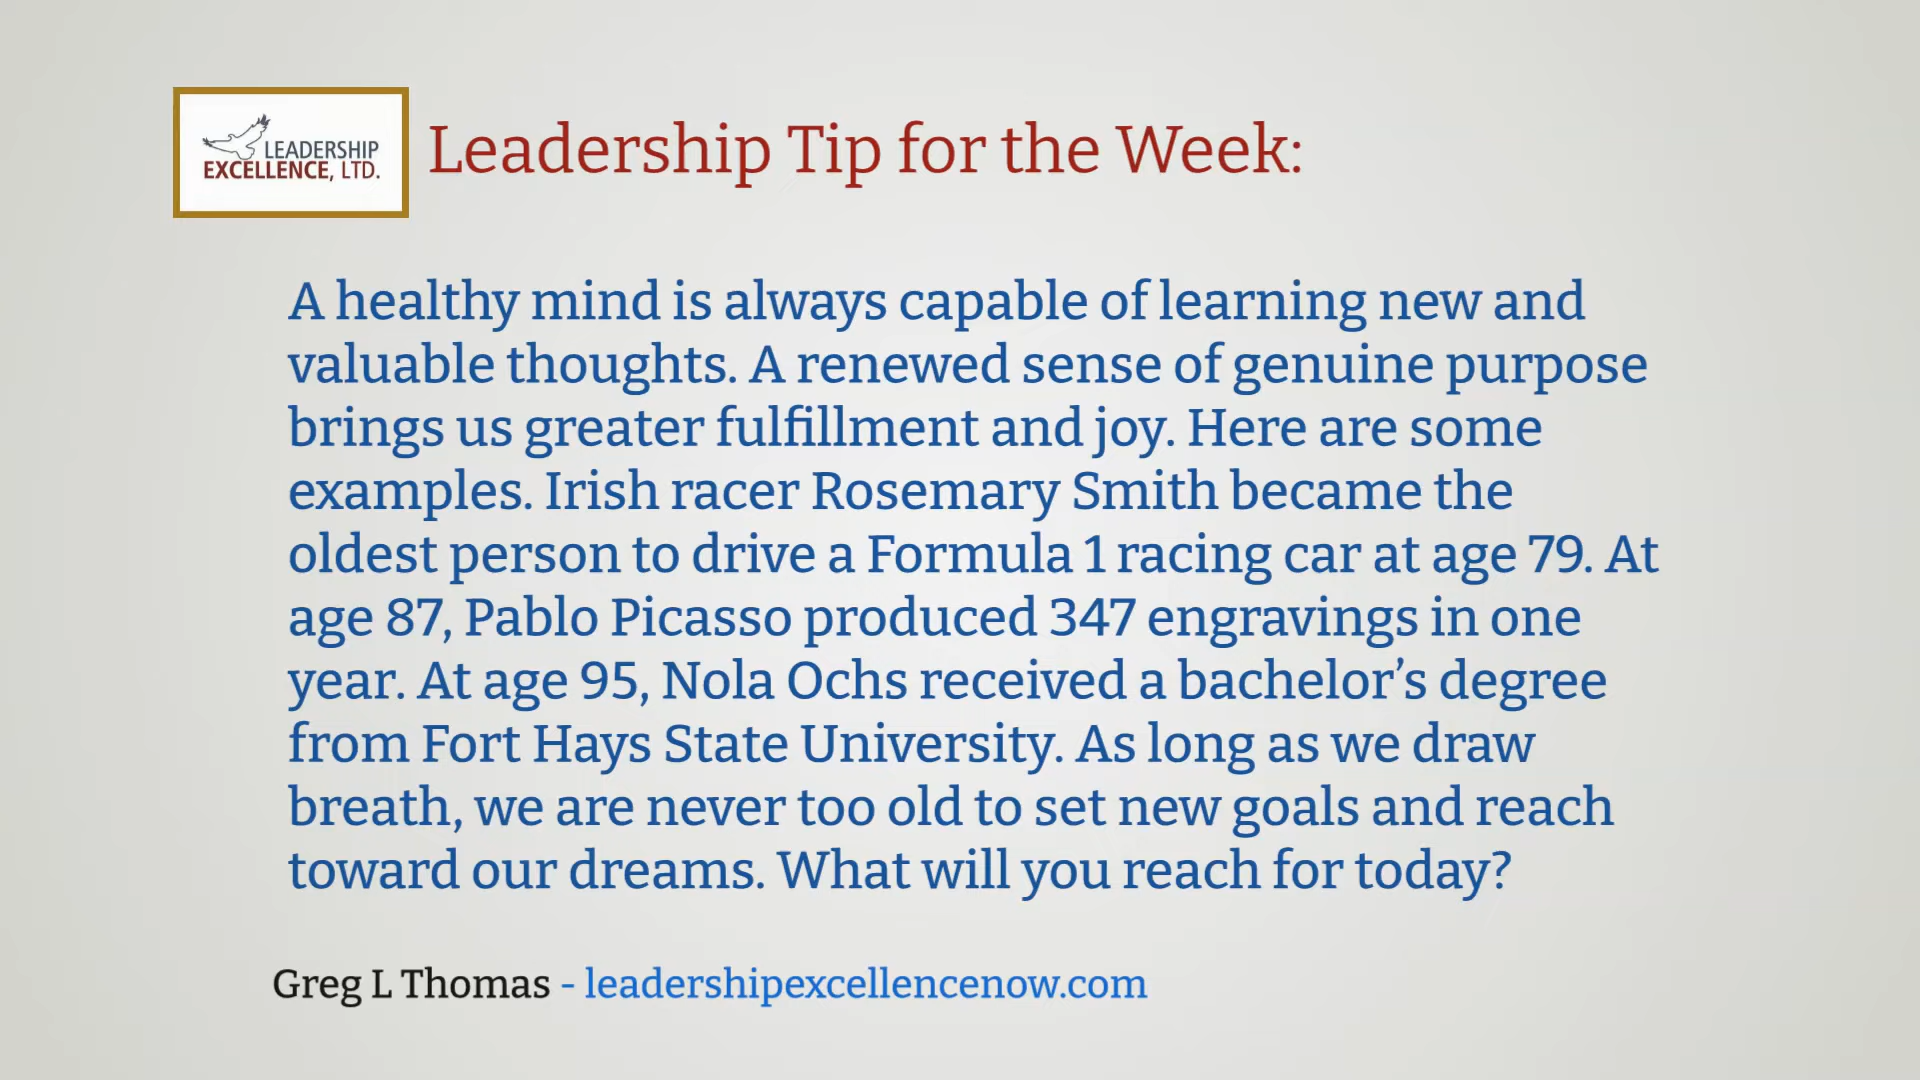 LEADERSHIP
EXCELLENCE, LTD.
Leadership Tip for the Week:
A healthy mind is always capable of learning new and
valuable thoughts. A renewed sense of genuine purpose
brings us greater fulfillment and joy. Here are some
examples. Irish racer Rosemary Smith became the
oldest person to drive a Formula 1 racing car at age 79. At
age 87, Pablo Picasso produced 347 engravings in one
year. At age 95, Nola Ochs received a bachelor’s degree
from Fort Hays State University. As long as we draw
breath, we are never too old to set new goals and reach
toward our dreams. What will you reach for today?
Greg L Thomas - leadershipexcellencenow.com